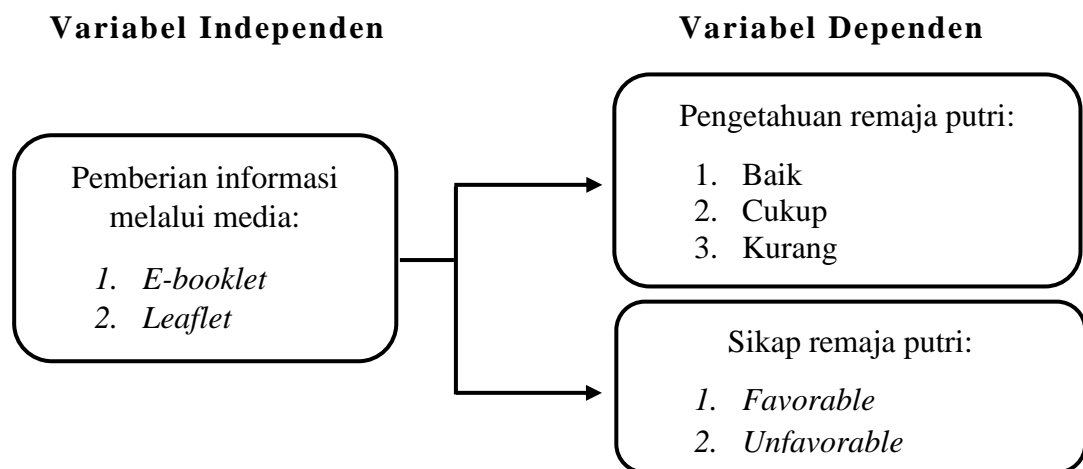 Variabel Independen
Variabel Dependen
Pemberian informasi
melalui media:
1. E-booklet
2. Leaflet
Pengetahuan remaja putri:
1. Baik
2. Cukup
3. Kurang
Sikap remaja putri:
1. Favorable
2. Unfavorable